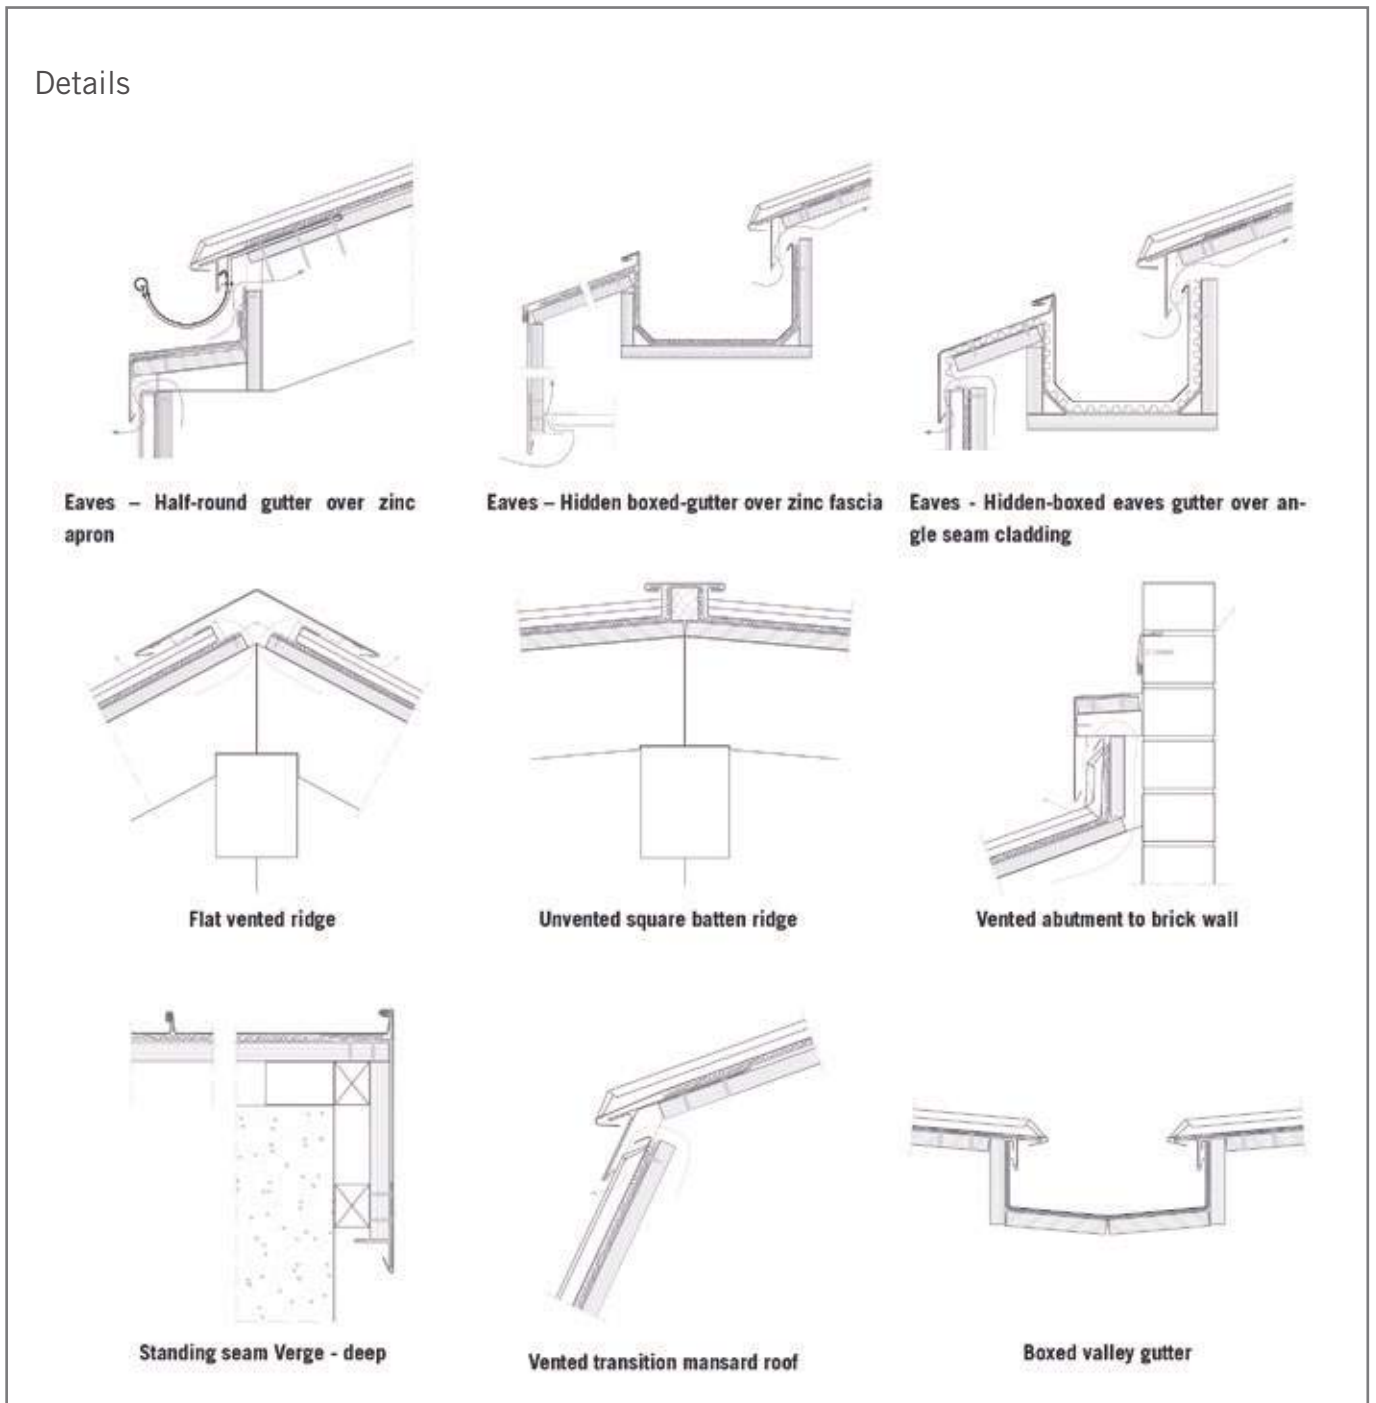 Details
Eaves – Half-round gutter over zinc
apron
Eaves – Hidden boxed-gutter over zinc fascia
Eaves - Hidden-boxed eaves gutter over an-
gle seam cladding
Flat vented ridge
Unvented square batten ridge
Vented abutment to brick wall
Standing seam Verge - deep
Vented transition mansard roof
Boxed valley gutter